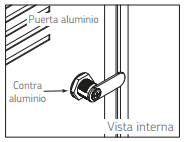 Puerta aluminio
Contra
aluminio
Vista interna